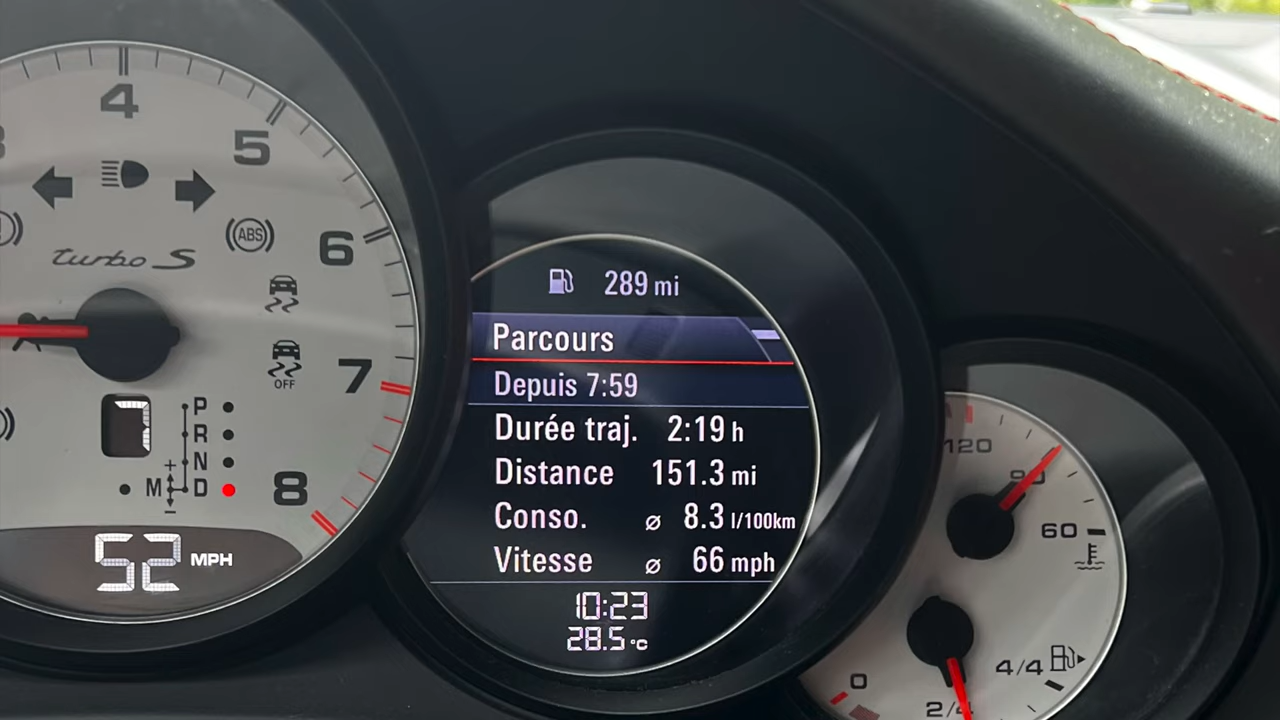 4
5
6
7
8
ABS
turbo S
OFF
7
P
R
N
M D
+
-
52 MPH
289 mi
Parcours
Depuis 7:59
Durée traj. 2:19 h
Distance 151.3 mi
Conso. ø 8.3 l/100km
Vitesse ø 66 mph
10:23
28.5 °C
120
90
60
0
2/4
4/4